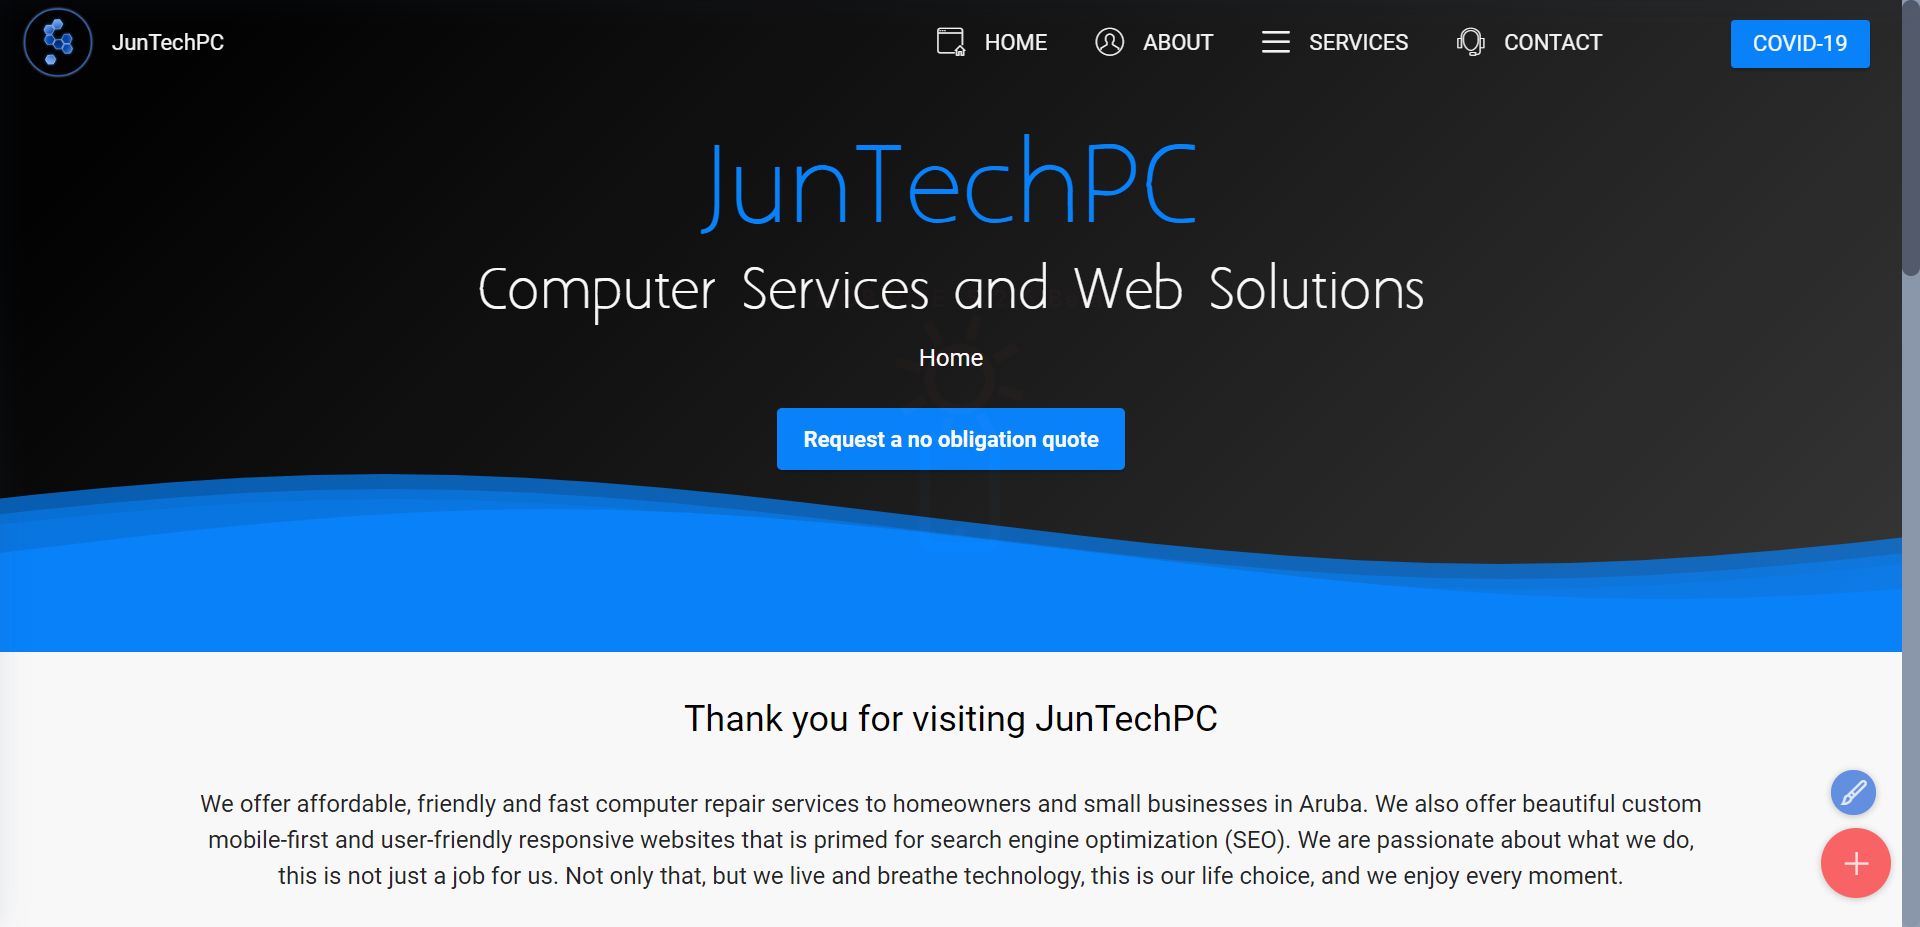 JunTechPC
HOME
ABOUT
SERVICES
CONTACT
COVID-19
JunTechPC
Computer Services and Web Solutions
Home
Request a no obligation quote
Thank you for visiting JunTechPC
We offer affordable, friendly and fast computer repair services to homeowners and small businesses in Aruba. We also offer beautiful custom
mobile-first and user-friendly responsive websites that is primed for search engine optimization (SEO). We are passionate about what we do,
this is not just a job for us. Not only that, but we live and breathe technology, this is our life choice, and we enjoy every moment.